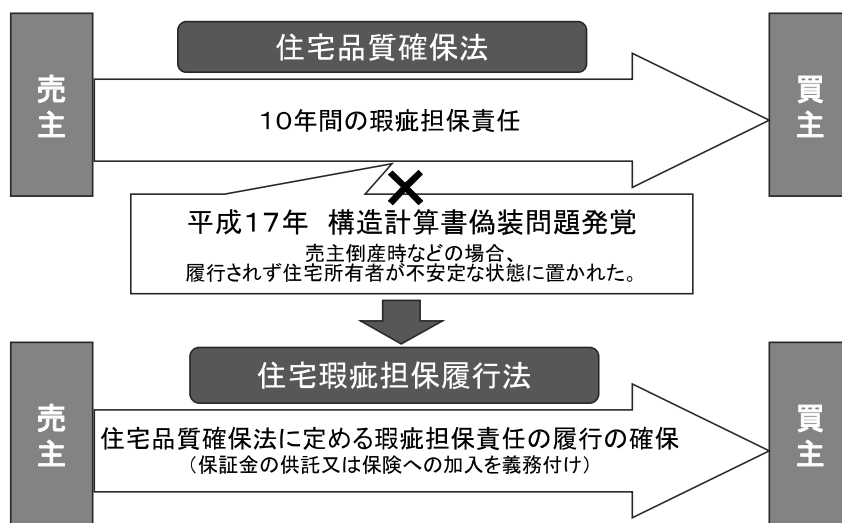 住宅品質確保法
売主
10年間の瑕疵担保責任
買主
平成17年 構造計算書偽装問題発覚
売主倒産時などの場合、
履行されず住宅所有者が不安定な状態に置かれた。
住宅瑕疵担保履行法
売主
住宅品質確保法に定める瑕疵担保責任の履行の確保
(保証金の供託又は保険への加入を義務付け)
買主